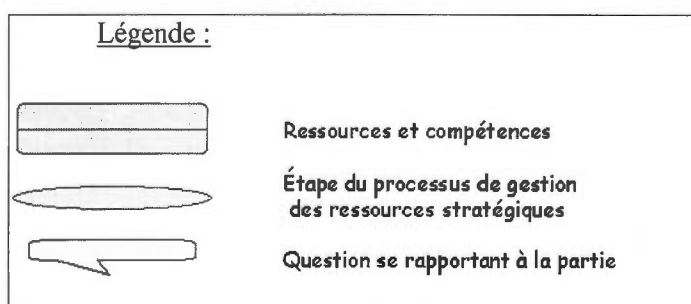 Légende :
Ressources et compétences
Étape du processus de gestion
des ressources stratégiques
Question se rapportant à la partie